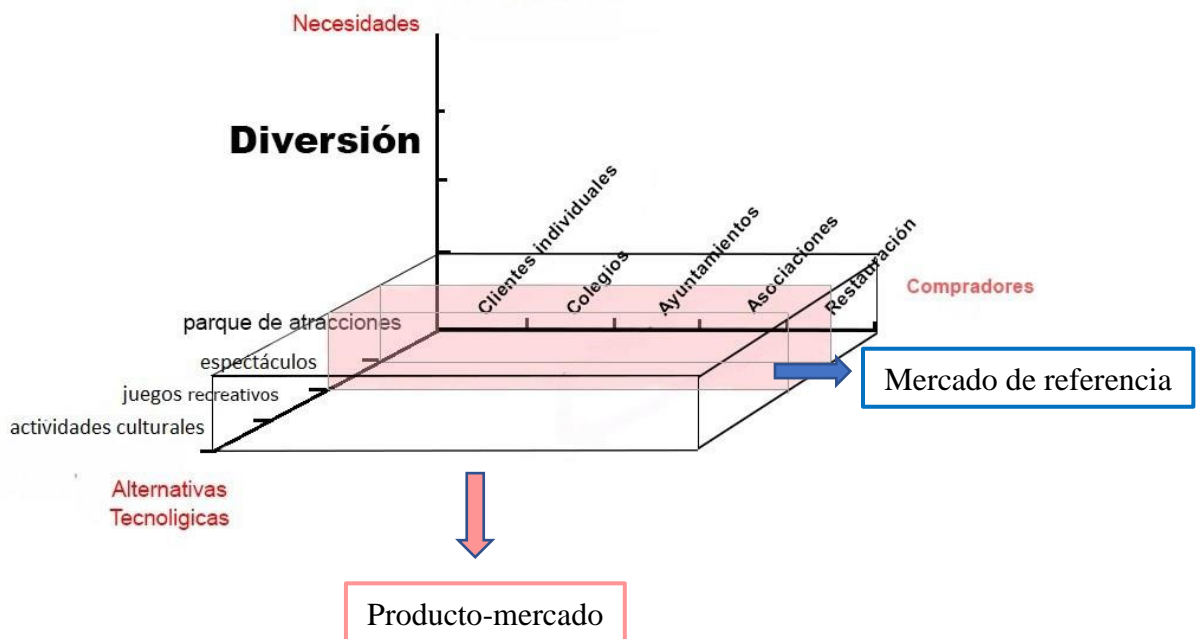 Necesidades
Diversión
Clientes individuales
Colegios
Ayuntamientos
Asociaciones
Restauración
Compradores
parque de atracciones
espectáculos
juegos recreativos
actividades culturales
Mercado de referencia
Alternativas
Tecnoligicas
Producto-mercado